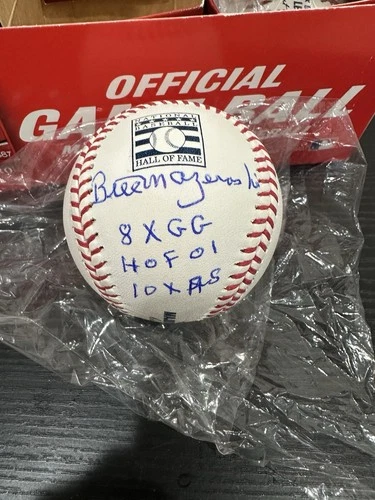 OFFICIAL
GAME BALL
NATIONAL
BASEBALL
HALL OF FAME
Bill Mazeroski
8 X GG
HOF 01
10 X AS